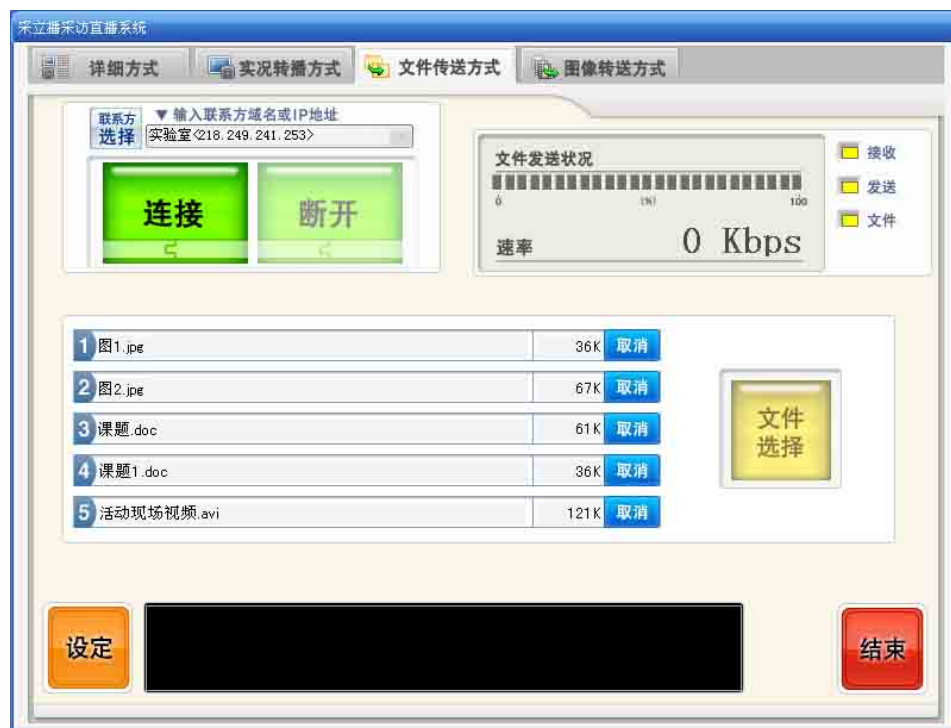 采立播采访直播系统
详细方式 实况转播方式 文件传送方式 图像转送方式
联系方
选择
▼ 输入联系方域名或IP地址
实验室<218.249.241.253>
连接 断开
文件发送状况
0 (%) 100
速率 0 Kbps
接收
发送
文件
1 图1.jpg 36K 取消
2 图2.jpg 67K 取消
3 课题.doc 61K 取消
4 课题1.doc 36K 取消
5 活动现场视频.avi 121K 取消
文件
选择
设定 结束